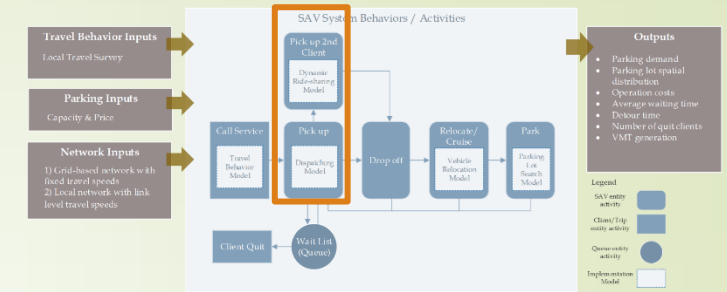 SAV System Behaviors / Activities
Travel Behavior Inputs
Local Travel Survey
Parking Inputs
Capacity & Price
Network Inputs
1) Grid-based network with
fixed travel speeds
2) Local network with link
level travel speeds
Pick up 2nd
Client
Dynamic
Ride-sharing
Model
Call Service
Travel
Behavior
Model
Pick up
Dispatching
Model
Drop off
Relocate/
Cruise
Vehicle
Relocation
Model
Park
Parking
Lot
Search
Model
Client Quit
Wait List
(Queue)
Outputs
• Parking demand
• Parking lot spatial
distribution
• Operation costs
• Average waiting time
• Detour time
• Number of quit clients
• VMT generation
Legend
SAV entity
activity
Client/Trip
entity activity
Queue entity
activity
Implementation
Model